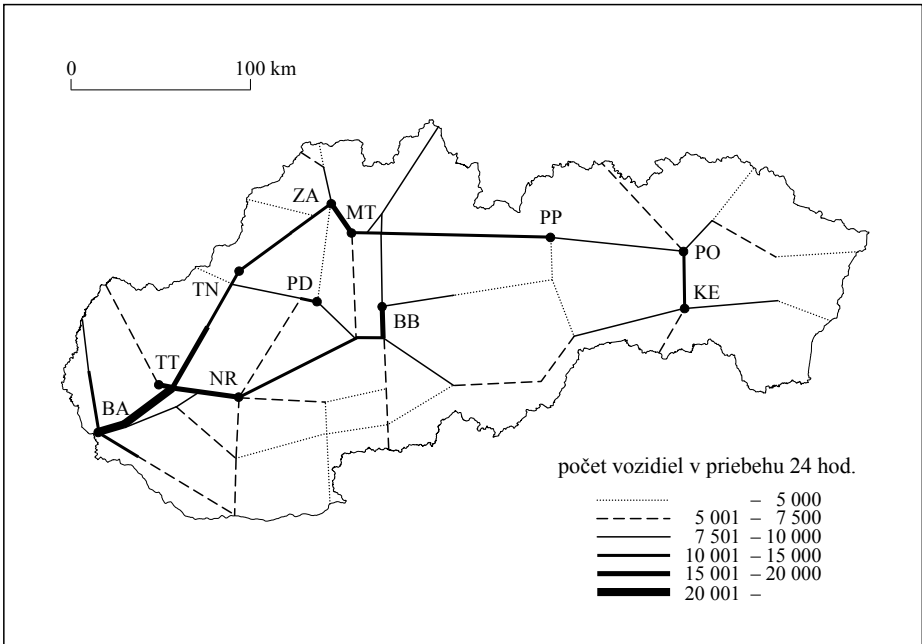 0 100 km
ZA
MT
PP
PO
TN
PD
BB
KE
TT
NR
BA
počet vozidiel v priebehu 24 hod.
– 5 000
5 001 – 7 500
7 501 – 10 000
10 001 – 15 000
15 001 – 20 000
20 001 –